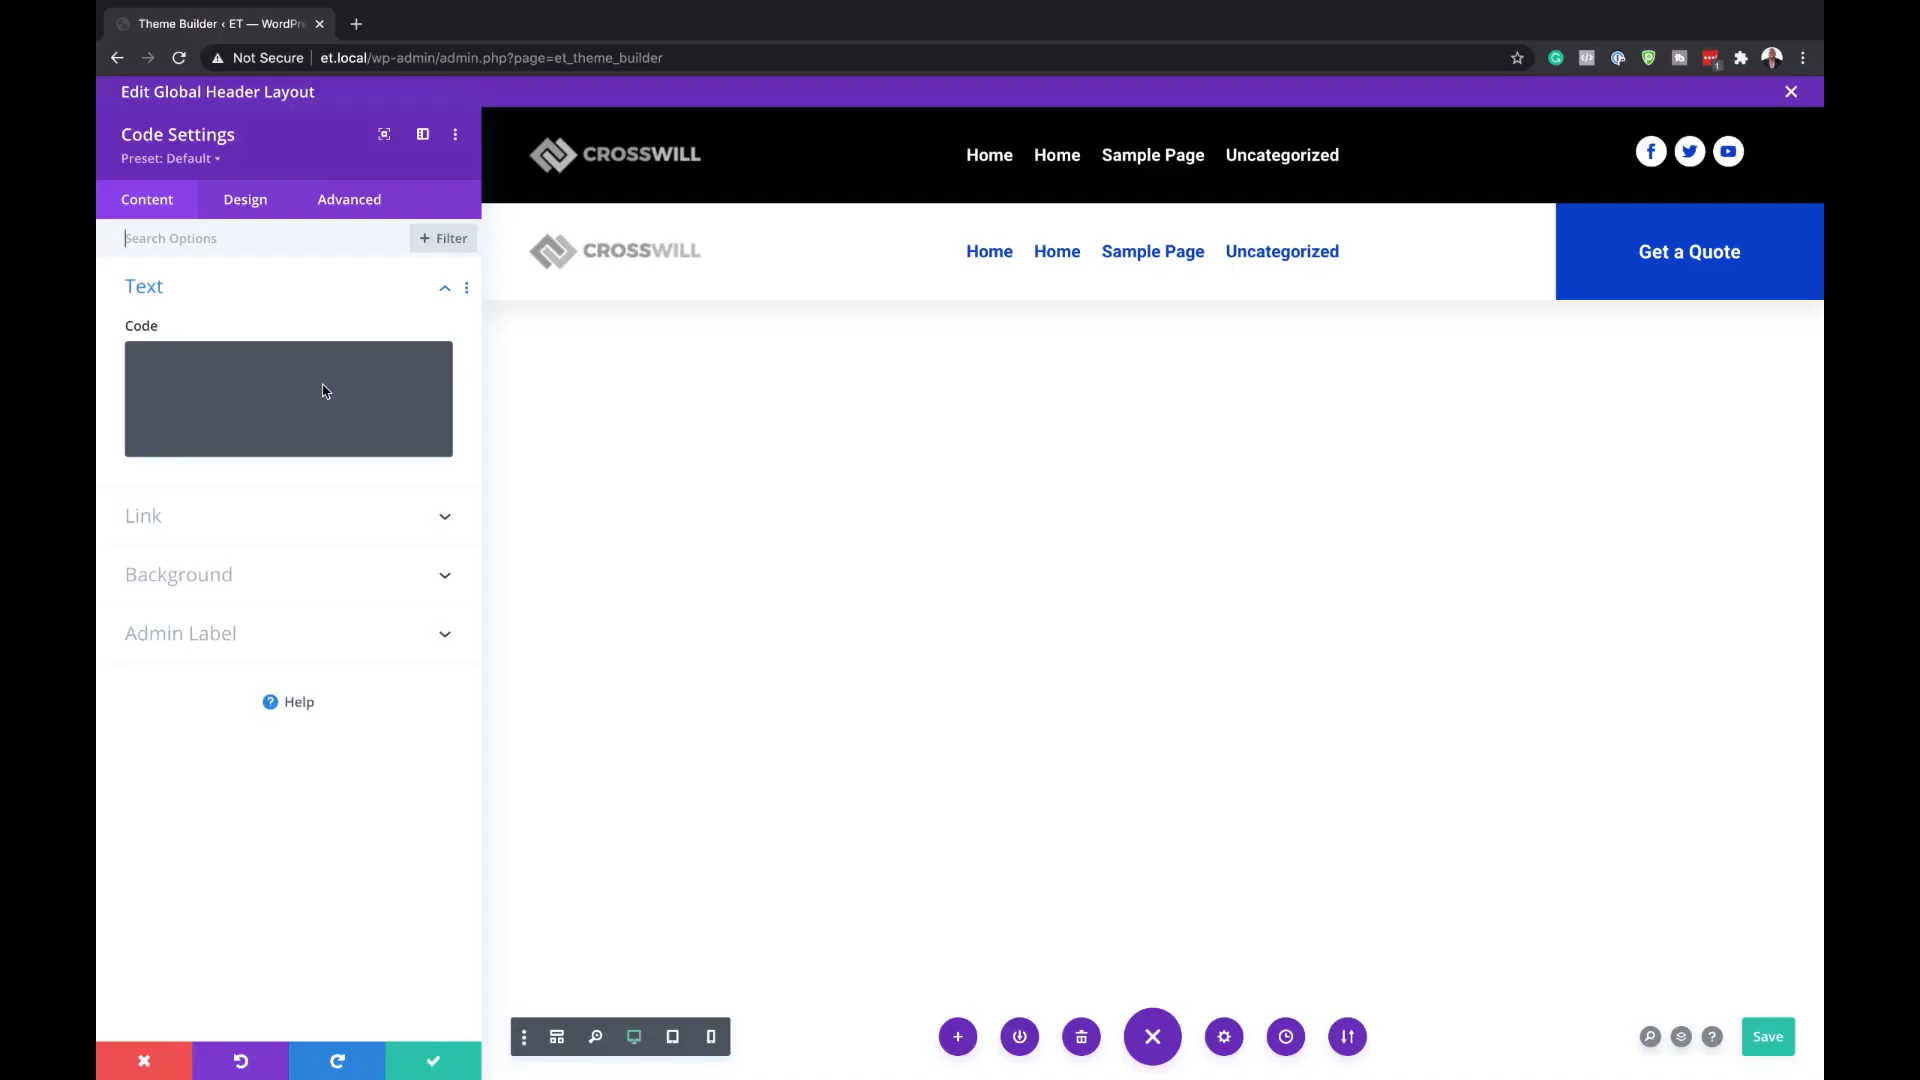 Theme Builder ‹ ET — WordPre
Not Secure | et.local/wp-admin/admin.php?page=et_theme_builder
Edit Global Header Layout
Code Settings
Preset: Default
Content Design Advanced
Search Options
+ Filter
Text
Code
Link
Background
Admin Label
? Help
CROSSWILL
Home Home Sample Page Uncategorized
CROSSWILL
Home Home Sample Page Uncategorized
Get a Quote
Save